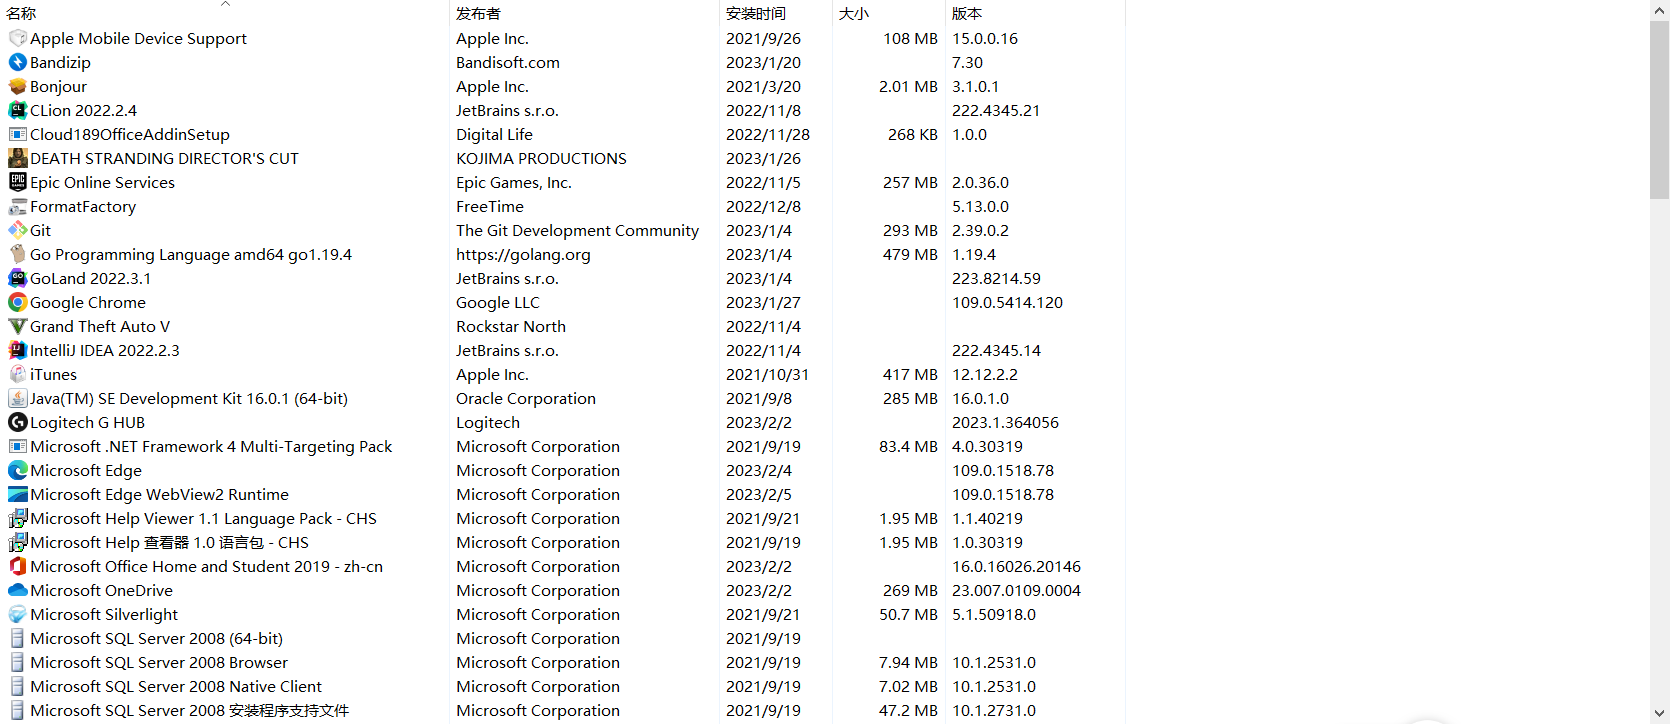 名称 发布者 安装时间 大小 版本
Apple Mobile Device Support Apple Inc. 2021/9/26 108 MB 15.0.0.16
Bandizip Bandisoft.com 2023/1/20 7.30
Bonjour Apple Inc. 2021/3/20 2.01 MB 3.1.0.1
CLion 2022.2.4 JetBrains s.r.o. 2022/11/8 222.4345.21
Cloud189OfficeAddinSetup Digital Life 2022/11/28 268 KB 1.0.0
DEATH STRANDING DIRECTOR'S CUT KOJIMA PRODUCTIONS 2023/1/26
Epic Online Services Epic Games, Inc. 2022/11/5 257 MB 2.0.36.0
FormatFactory FreeTime 2022/12/8 5.13.0.0
Git The Git Development Community 2023/1/4 293 MB 2.39.0.2
Go Programming Language amd64 go1.19.4 https://golang.org 2023/1/4 479 MB 1.19.4
GoLand 2022.3.1 JetBrains s.r.o. 2023/1/4 223.8214.59
Google Chrome Google LLC 2023/1/27 109.0.5414.120
Grand Theft Auto V Rockstar North 2022/11/4
IntelliJ IDEA 2022.2.3 JetBrains s.r.o. 2022/11/4 222.4345.14
iTunes Apple Inc. 2021/10/31 417 MB 12.12.2.2
Java(TM) SE Development Kit 16.0.1 (64-bit) Oracle Corporation 2021/9/8 285 MB 16.0.1.0
Logitech G HUB Logitech 2023/2/2 2023.1.364056
Microsoft .NET Framework 4 Multi-Targeting Pack Microsoft Corporation 2021/9/19 83.4 MB 4.0.30319
Microsoft Edge Microsoft Corporation 2023/2/4 109.0.1518.78
Microsoft Edge WebView2 Runtime Microsoft Corporation 2023/2/5 109.0.1518.78
Microsoft Help Viewer 1.1 Language Pack - CHS Microsoft Corporation 2021/9/21 1.95 MB 1.1.40219
Microsoft Help 查看器 1.0 语言包 - CHS Microsoft Corporation 2021/9/19 1.95 MB 1.0.30319
Microsoft Office Home and Student 2019 - zh-cn Microsoft Corporation 2023/2/2 16.0.16026.20146
Microsoft OneDrive Microsoft Corporation 2023/2/2 269 MB 23.007.0109.0004
Microsoft Silverlight Microsoft Corporation 2021/9/21 50.7 MB 5.1.50918.0
Microsoft SQL Server 2008 (64-bit) Microsoft Corporation 2021/9/19
Microsoft SQL Server 2008 Browser Microsoft Corporation 2021/9/19 7.94 MB 10.1.2531.0
Microsoft SQL Server 2008 Native Client Microsoft Corporation 2021/9/19 7.02 MB 10.1.2531.0
Microsoft SQL Server 2008 安装程序支持文件 Microsoft Corporation 2021/9/19 47.2 MB 10.1.2731.0